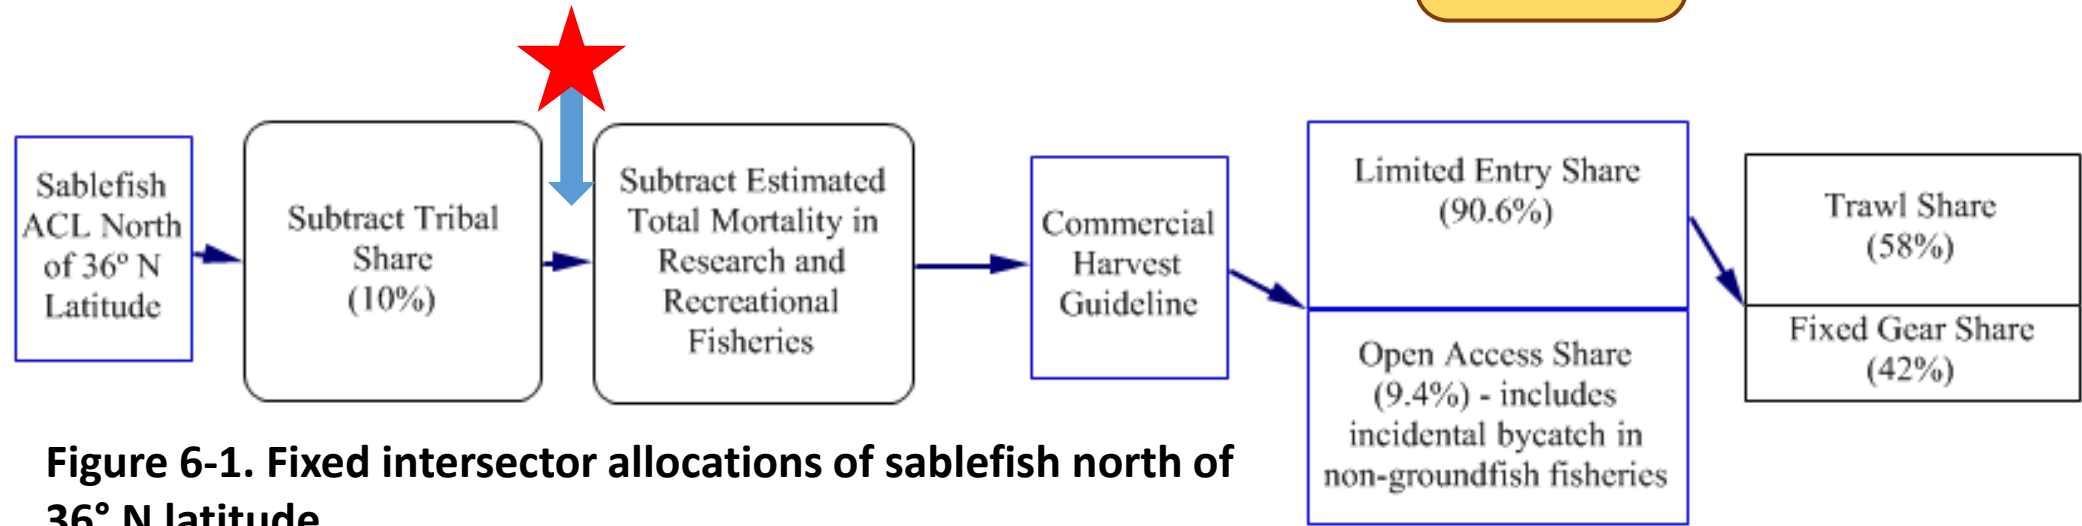 Sablefish
ACL North
of 36º N
Latitude
Subtract Tribal
Share
(10%)
Subtract Estimated
Total Mortality in
Research and
Recreational
Fisheries
Commercial
Harvest
Guideline
Limited Entry Share
(90.6%)
Open Access Share
(9.4%) - includes
incidental bycatch in
non-groundfish fisheries
Trawl Share
(58%)
Fixed Gear Share
(42%)
Figure 6-1. Fixed intersector allocations of sablefish north of
36° N latitude